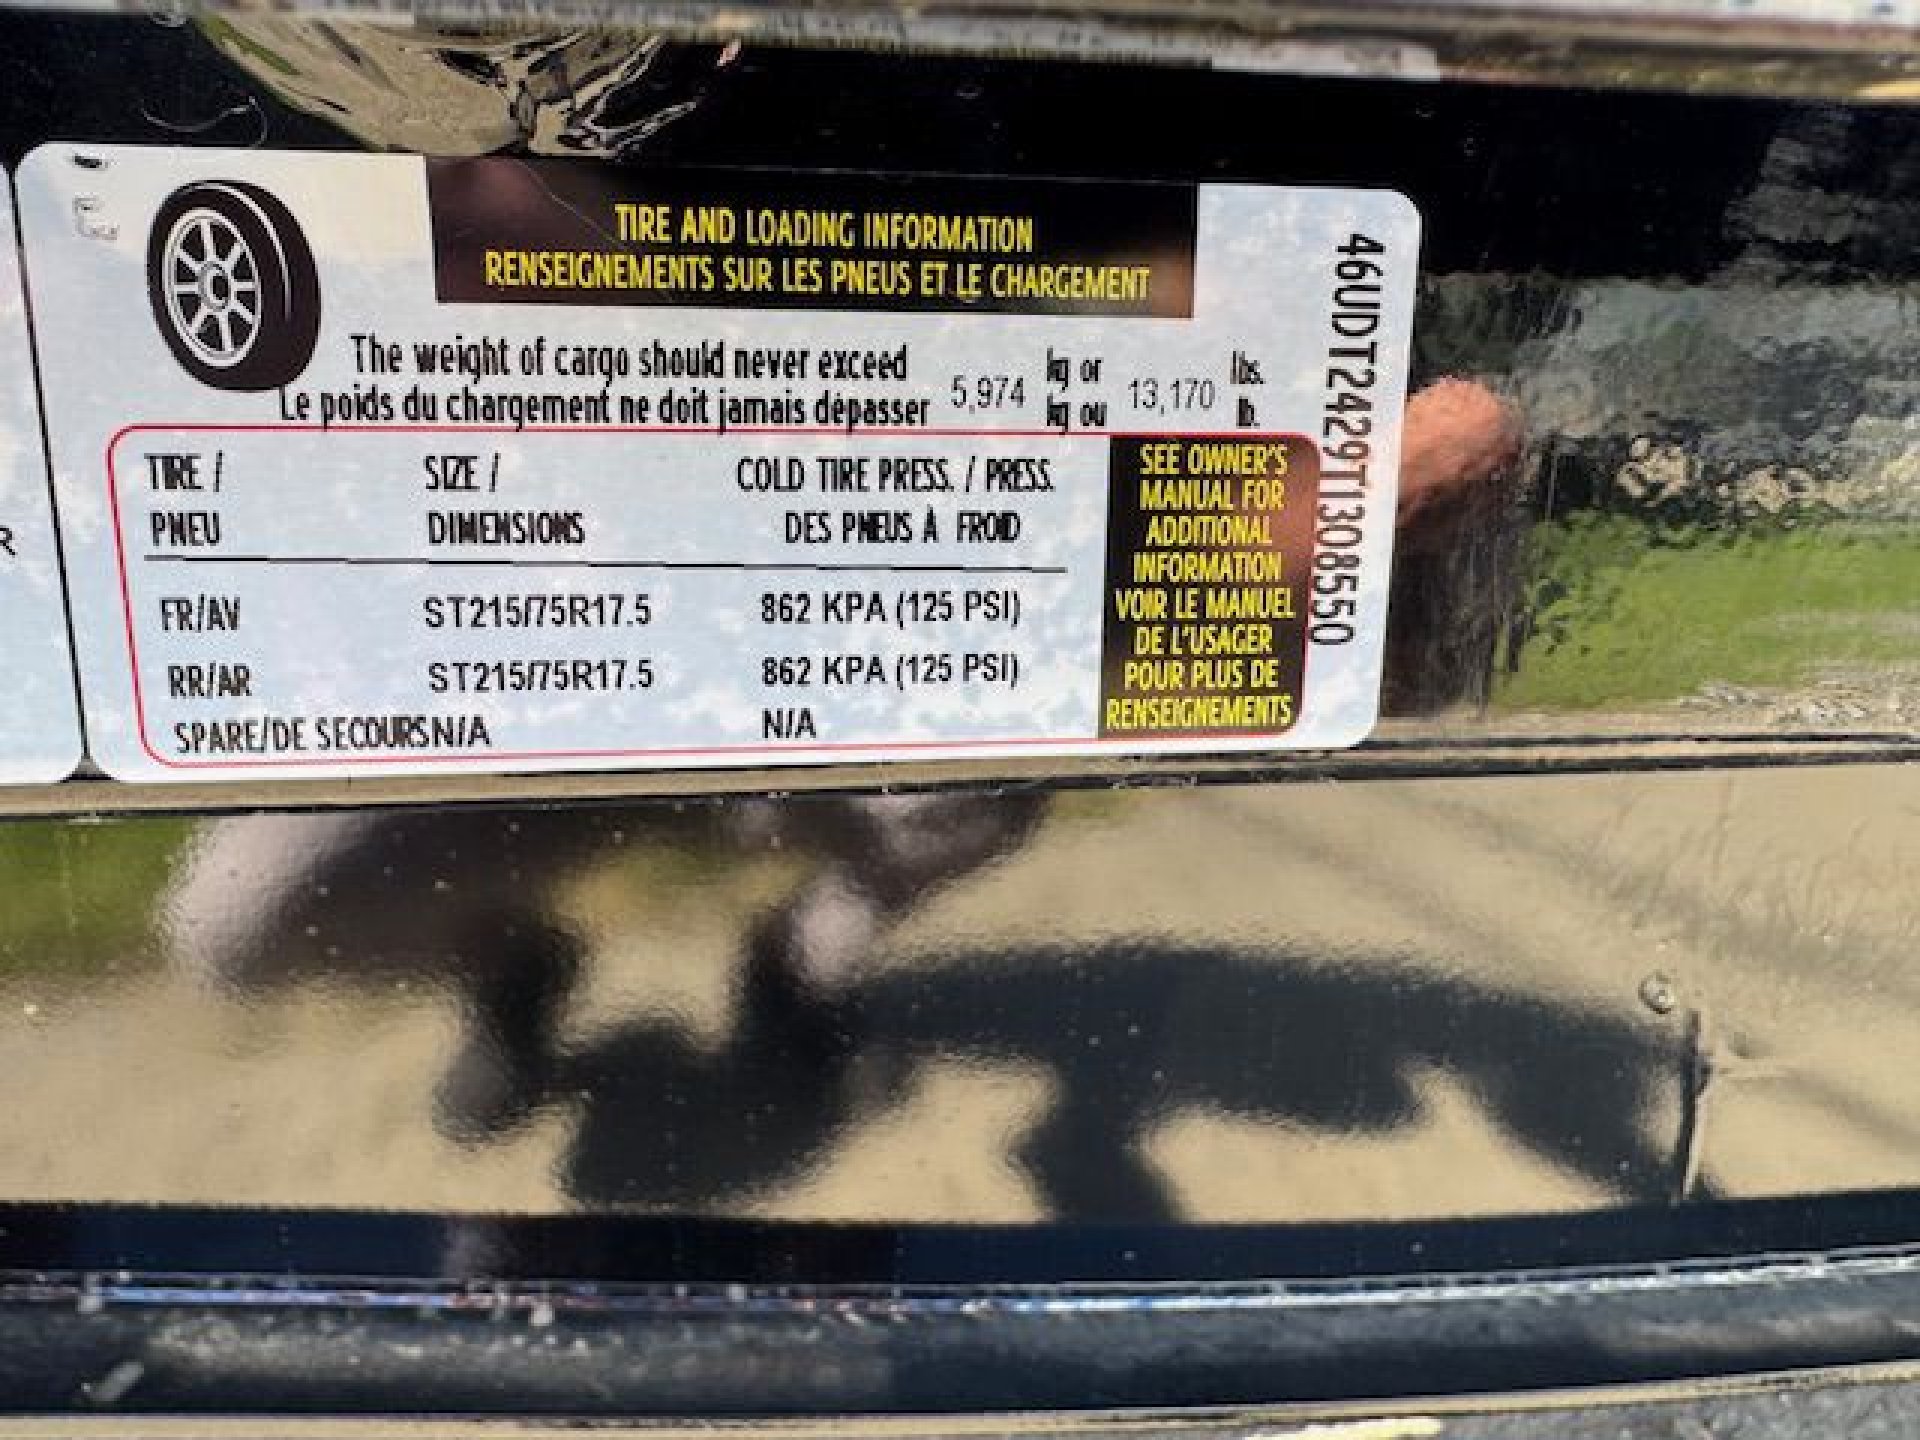 TIRE AND LOADING INFORMATION
RENSEIGNEMENTS SUR LES PNEUS ET LE CHARGEMENT
The weight of cargo should never exceed 5,974 kg or 13,170 lbs.
Le poids du chargement ne doit jamais dépasser kg ou lb.
TIRE / SIZE / COLD TIRE PRESS. / PRESS.
PNEU DIMENSIONS DES PNEUS À FROID
FR/AV ST215/75R17.5 862 KPA (125 PSI)
RR/AR ST215/75R17.5 862 KPA (125 PSI)
SPARE/DE SECOURS N/A N/A
SEE OWNER'S
MANUAL FOR
ADDITIONAL
INFORMATION
VOIR LE MANUEL
DE L'USAGER
POUR PLUS DE
RENSEIGNEMENTS
46UDT2429T1308550
R